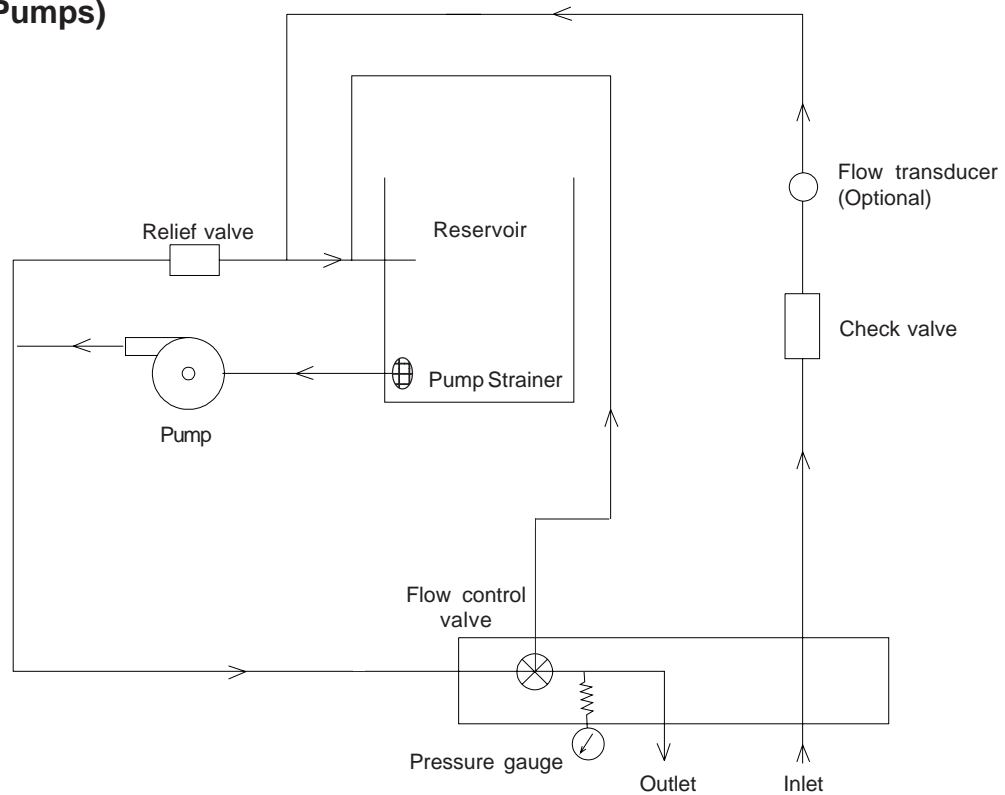 Pumps)
Flow transducer
(Optional)
Relief valve
Reservoir
Check valve
Pump Strainer
Pump
Flow control
valve
Pressure gauge
Outlet
Inlet